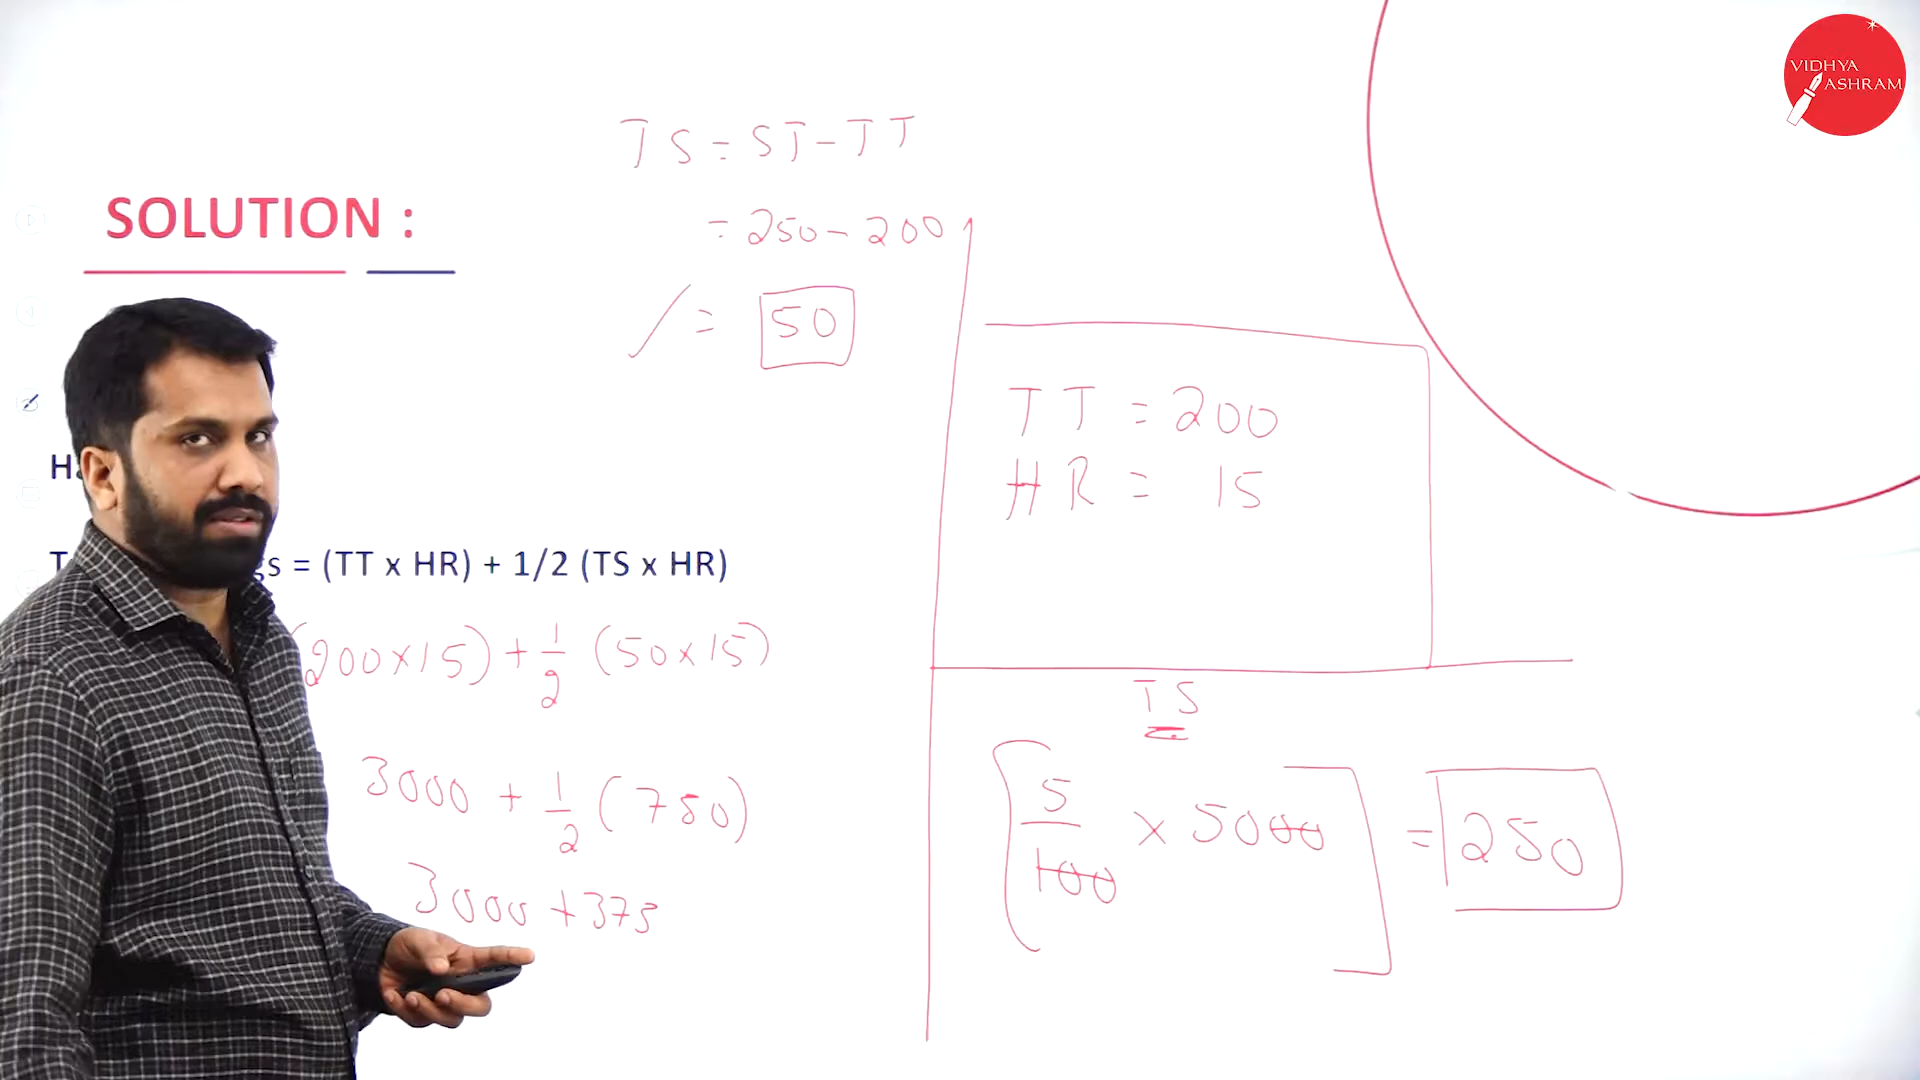 VIDHYA
ASHRAM
TS = ST - TT
= 250 - 200
= 50
SOLUTION :
TT = 200
HR = 15
= (TT x HR) + 1/2 (TS x HR)
(200 x 15) + 1/2 (50 x 15)
3000 + 1/2 (750)
3000 + 375
TS
5/100 x 5000 = 250